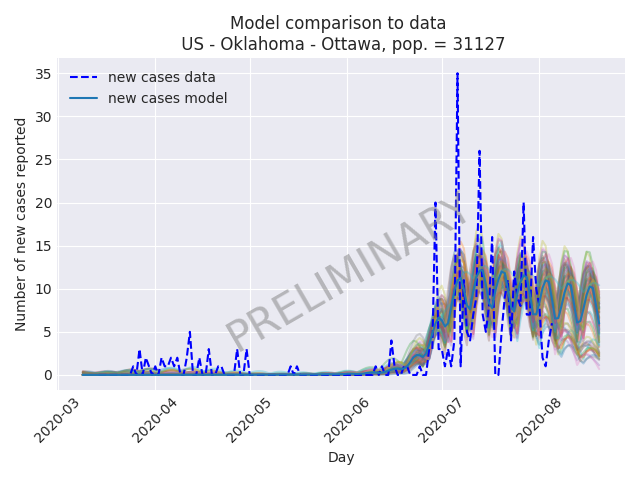 Model comparison to data
US - Oklahoma - Ottawa, pop. = 31127
new cases data
new cases model
PRELIMINARY
Number of new cases reported
35
30
25
20
15
10
5
0
2020-03
2020-04
2020-05
2020-06
2020-07
2020-08
Day